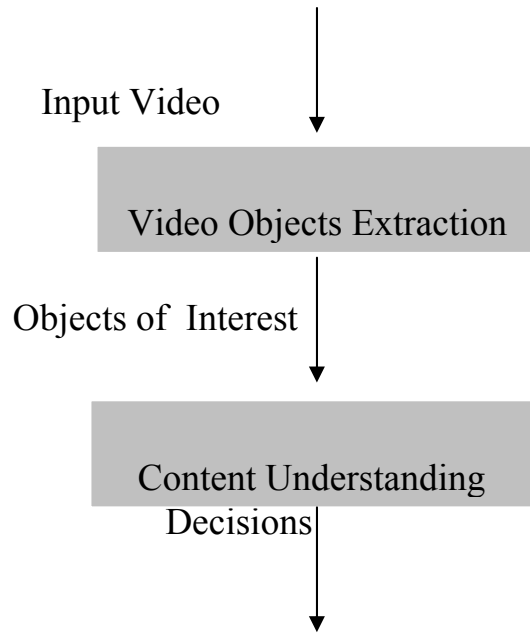 Input Video
Video Objects Extraction
Objects of Interest
Content Understanding
Decisions